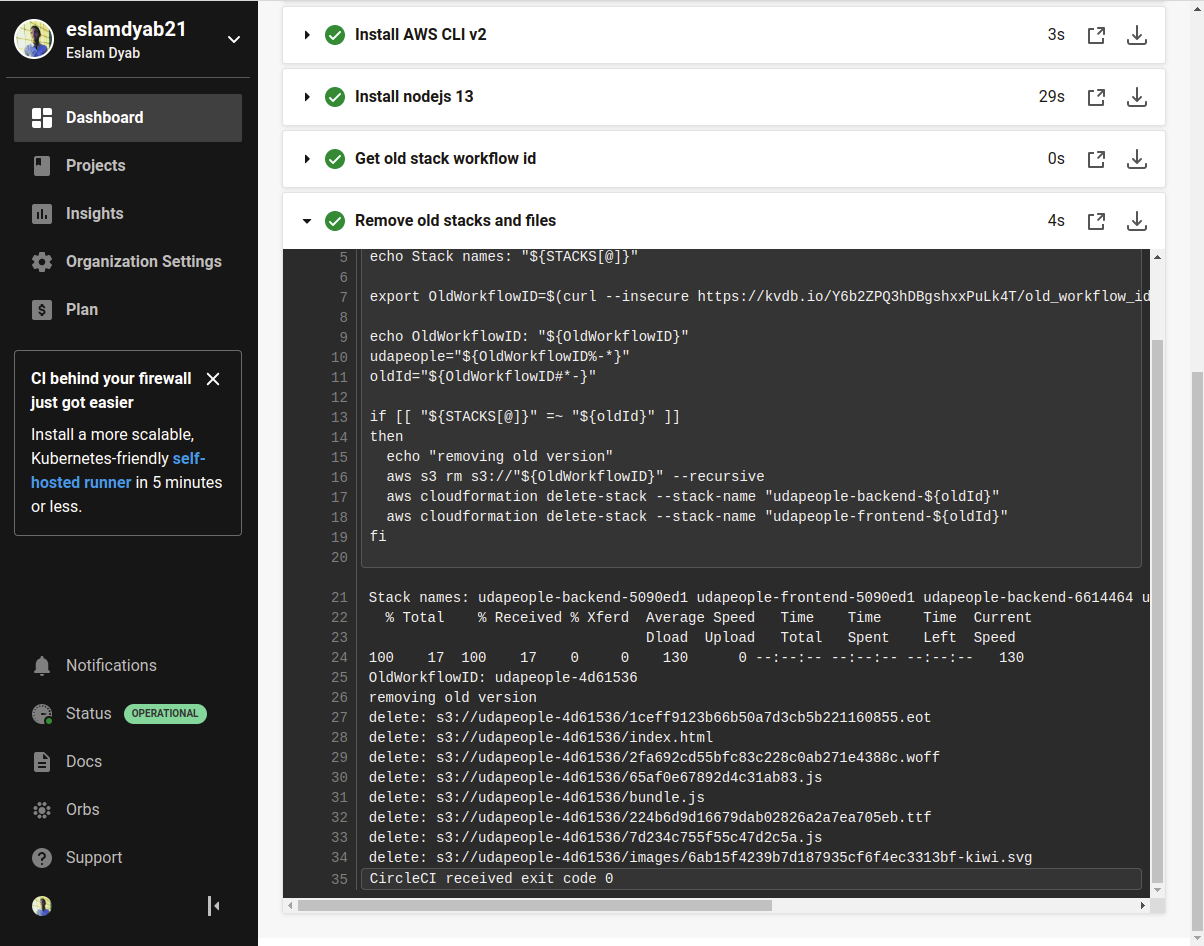 eslamdyab21
Eslam Dyab
Dashboard
Projects
Insights
Organization Settings
Plan
CI behind your firewall
just got easier
Install a more scalable,
Kubernetes-friendly self-
hosted runner in 5 minutes
or less.
Notifications
Status OPERATIONAL
Docs
Orbs
Support
Install AWS CLI v2 3s
Install nodejs 13 29s
Get old stack workflow id 0s
Remove old stacks and files 4s
5 echo Stack names: "${STACKS[@]}"
6
7 export OldWorkflowID=$(curl --insecure https://kvdb.io/Y6b2ZPQ3hDBgshxxPuLk4T/old_workflow_id
8
9 echo OldWorkflowID: "${OldWorkflowID}"
10 udapeople="${OldWorkflowID%-*}"
11 oldId="${OldWorkflowID#*-}"
12
13 if [[ "${STACKS[@]}" =~ "${oldId}" ]]
14 then
15   echo "removing old version"
16   aws s3 rm s3://"${OldWorkflowID}" --recursive
17   aws cloudformation delete-stack --stack-name "udapeople-backend-${oldId}"
18   aws cloudformation delete-stack --stack-name "udapeople-frontend-${oldId}"
19 fi
20
21 Stack names: udapeople-backend-5090ed1 udapeople-frontend-5090ed1 udapeople-backend-6614464 u
22   % Total    % Received % Xferd  Average Speed   Time    Time     Time  Current
23                                  Dload  Upload   Total   Spent    Left  Speed
24 100    17  100    17    0     0    130      0 --:--:-- --:--:-- --:--:--   130
25 OldWorkflowID: udapeople-4d61536
26 removing old version
27 delete: s3://udapeople-4d61536/1ceff9123b66b50a7d3cb5b221160855.eot
28 delete: s3://udapeople-4d61536/index.html
29 delete: s3://udapeople-4d61536/2fa692cd55bfc83c228c0ab271e4388c.woff
30 delete: s3://udapeople-4d61536/65af0e67892d4c31ab83.js
31 delete: s3://udapeople-4d61536/bundle.js
32 delete: s3://udapeople-4d61536/224b6d9d16679dab02826a2a7ea705eb.ttf
33 delete: s3://udapeople-4d61536/7d234c755f55c47d2c5a.js
34 delete: s3://udapeople-4d61536/images/6ab15f4239b7d187935cf6f4ec3313bf-kiwi.svg
35 CircleCI received exit code 0